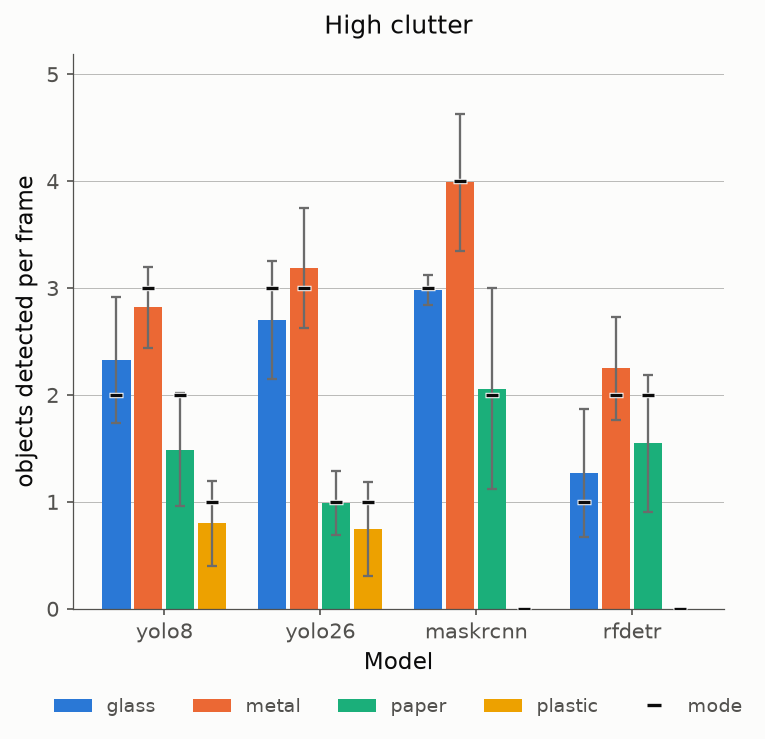 High clutter
objects detected per frame
5
4
3
2
1
0
yolo8 yolo26 maskrcnn rfdetr
Model
glass metal paper plastic mode